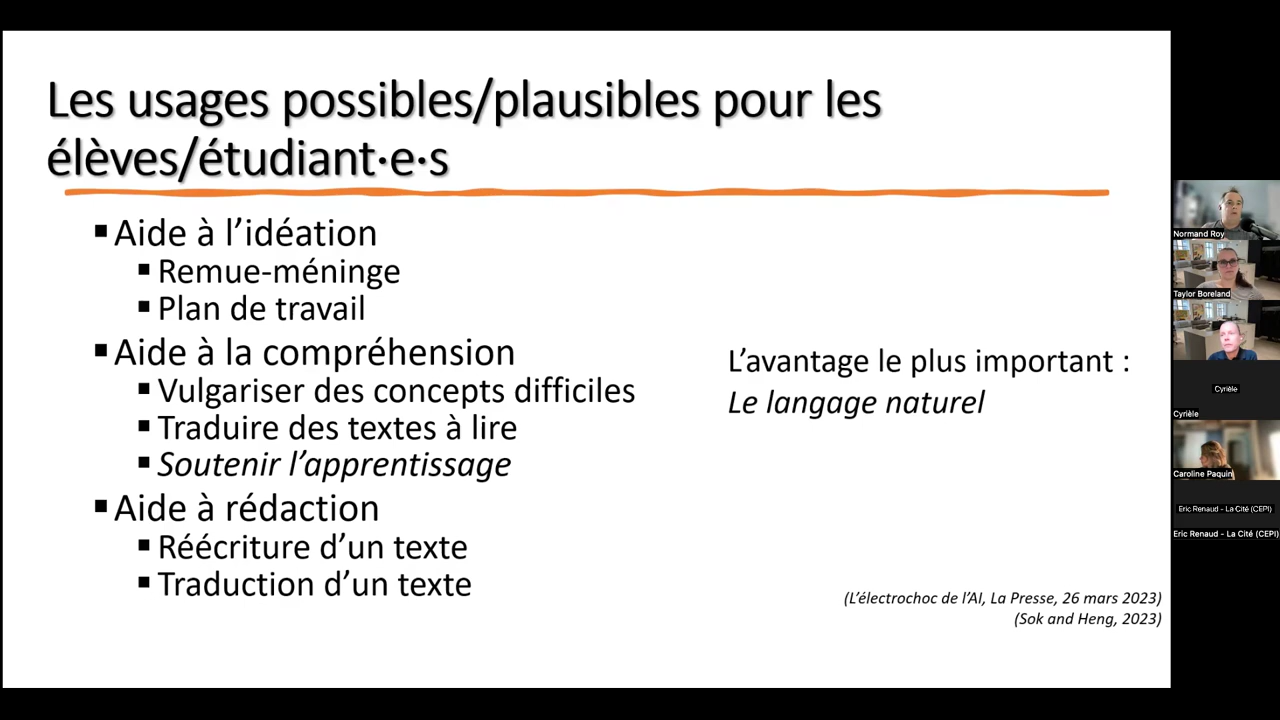 Les usages possibles/plausibles pour les
élèves/étudiant·e·s
▪ Aide à l’idéation
▪ Remue-méninge
▪ Plan de travail
▪ Aide à la compréhension
▪ Vulgariser des concepts difficiles
▪ Traduire des textes à lire
▪ Soutenir l’apprentissage
▪ Aide à rédaction
▪ Réécriture d’un texte
▪ Traduction d’un texte
L’avantage le plus important :
Le langage naturel
(L’électrochoc de l’AI, La Presse, 26 mars 2023)
(Sok and Heng, 2023)
Normand Roy
Taylor Boreland
Cyrièle
Cyrièle
Caroline Paquin
Eric Renaud - La Cité (CEPI)
Eric Renaud - La Cité (CEPI)